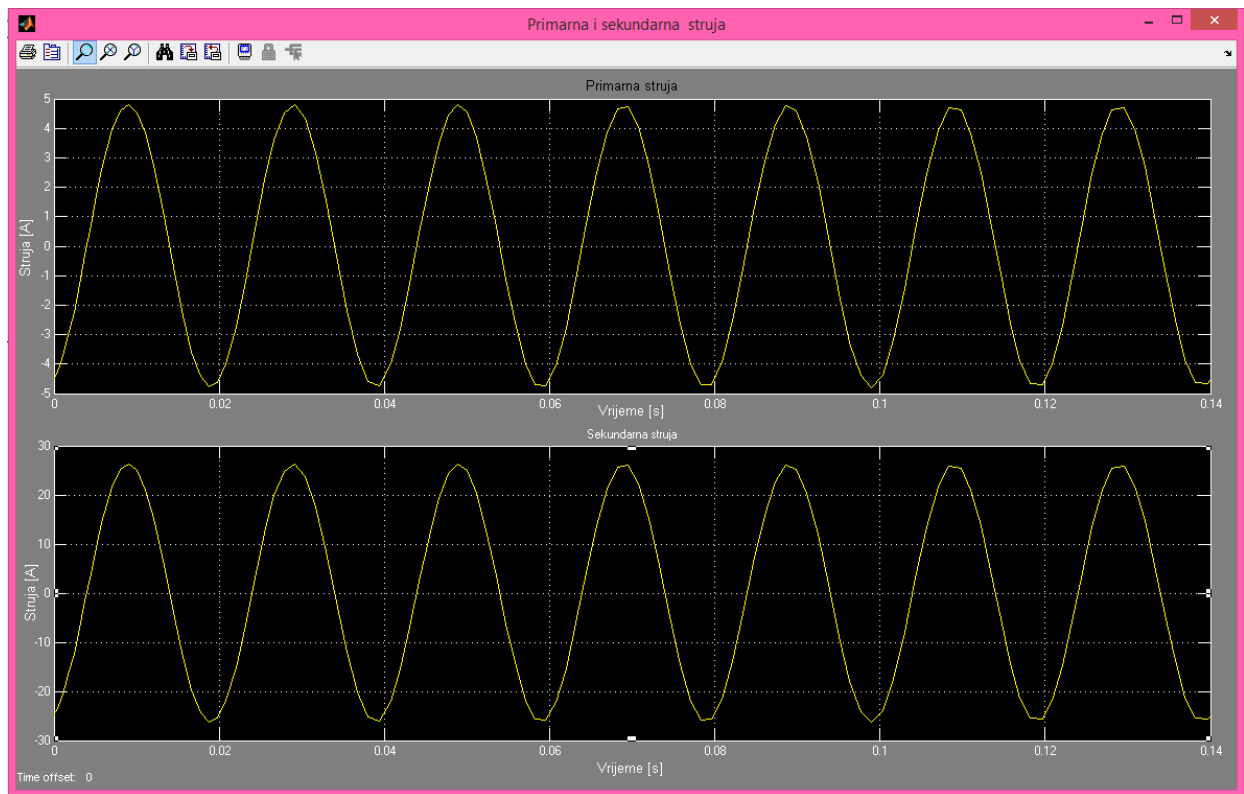 Primarna i sekundarna struja
Primarna struja
Struja [A]
5
4
3
2
1
0
-1
-2
-3
-4
-5
0 0.02 0.04 0.06 0.08 0.1 0.12 0.14
Vrijeme [s]
Sekundarna struja
Struja [A]
30
20
10
0
-10
-20
-30
0 0.02 0.04 0.06 0.08 0.1 0.12 0.14
Vrijeme [s]
Time offset: 0